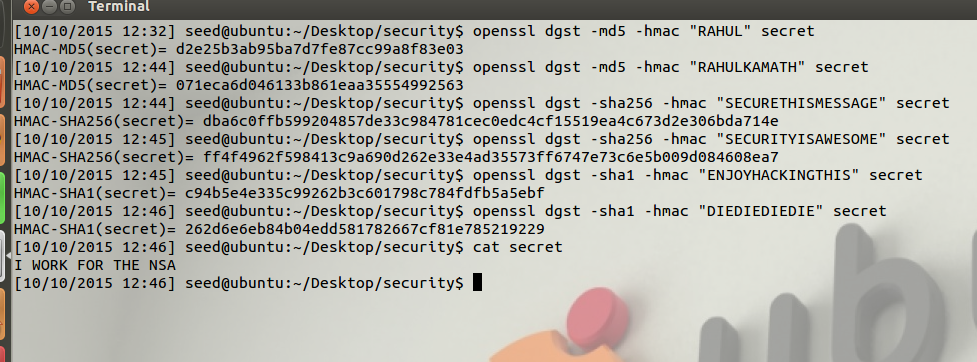 Terminal
[10/10/2015 12:32] seed@ubuntu:~/Desktop/security$ openssl dgst -md5 -hmac "RAHUL" secret
HMAC-MD5(secret)= d2e25b3ab95ba7d7fe87cc99a8f83e03
[10/10/2015 12:44] seed@ubuntu:~/Desktop/security$ openssl dgst -md5 -hmac "RAHULKAMATH" secret
HMAC-MD5(secret)= 071eca6d046133b861eaa35554992563
[10/10/2015 12:44] seed@ubuntu:~/Desktop/security$ openssl dgst -sha256 -hmac "SECURETHISMESSAGE" secret
HMAC-SHA256(secret)= dba6c0ffb599204857de33c984781cec0edc4cf15519ea4c673d2e306bda714e
[10/10/2015 12:45] seed@ubuntu:~/Desktop/security$ openssl dgst -sha256 -hmac "SECURITYISAWESOME" secret
HMAC-SHA256(secret)= ff4f4962f598413c9a690d262e33e4ad35573ff6747e73c6e5b009d084608ea7
[10/10/2015 12:45] seed@ubuntu:~/Desktop/security$ openssl dgst -sha1 -hmac "ENJOYHACKINGTHIS" secret
HMAC-SHA1(secret)= c94b5e4e335c99262b3c601798c784fdfb5a5ebf
[10/10/2015 12:46] seed@ubuntu:~/Desktop/security$ openssl dgst -sha1 -hmac "DIEDIEDIEDIE" secret
HMAC-SHA1(secret)= 262d6e6eb84b04edd581782667cf81e785219229
[10/10/2015 12:46] seed@ubuntu:~/Desktop/security$ cat secret
I WORK FOR THE NSA
[10/10/2015 12:46] seed@ubuntu:~/Desktop/security$
ub